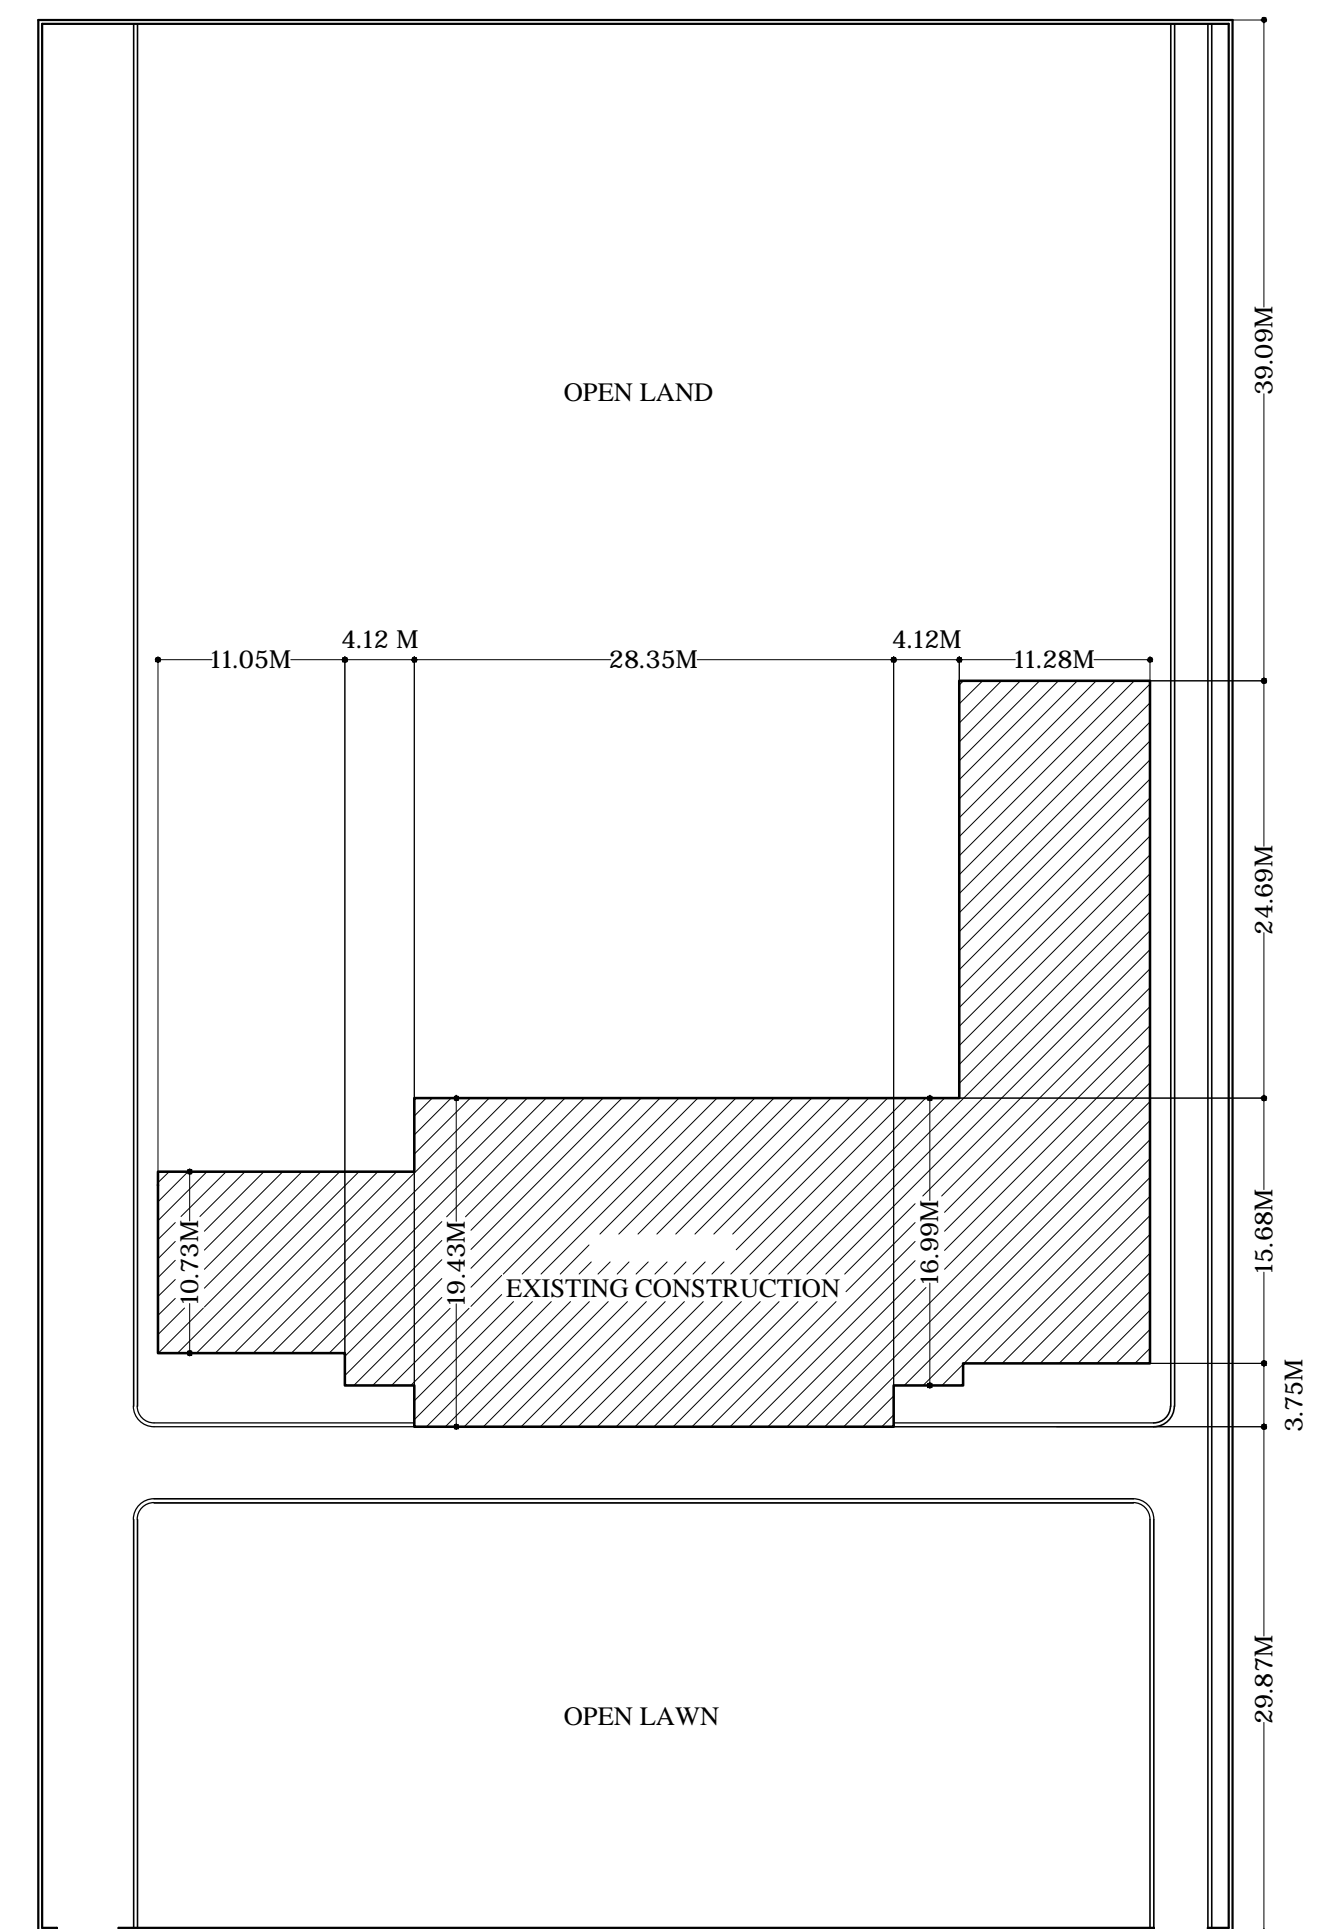 39.09M
OPEN LAND
4.12 M
4.12M
11.05M
28.35M
11.28M
24.69M
15.68M
10.73M
19.43M
16.99M
EXISTING CONSTRUCTION
3.75M
29.87M
OPEN LAWN